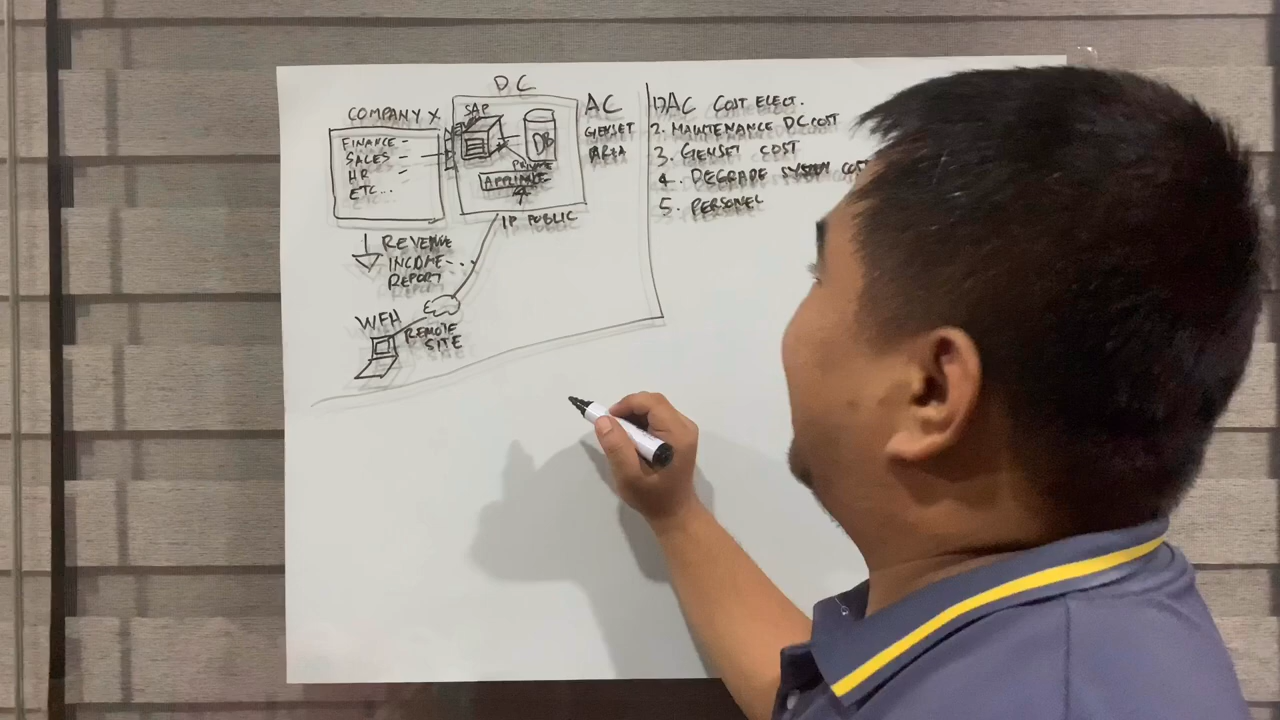 DC
COMPANY X
SAP
AC
GENSET
AREA
FINANCE -
SALES -
HR -
ETC...
DB
PRIVATE
APPLIANCE
IP PUBLIC
REVENUE
INCOME - . .
REPORT
WFH
REMOTE
SITE
1) AC COST ELECT.
2. MAINTENANCE DC COST
3. GENSET COST
4. DEGRADE SYSTEM COS
5. PERSONEL